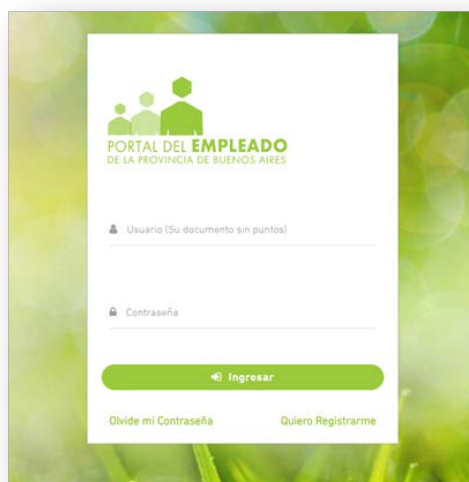 PORTAL DEL EMPLEADO
DE LA PROVINCIA DE BUENOS AIRES
Usuario (Su documento sin puntos)
Contraseña
Ingresar
Olvide mi Contraseña Quiero Registrarme